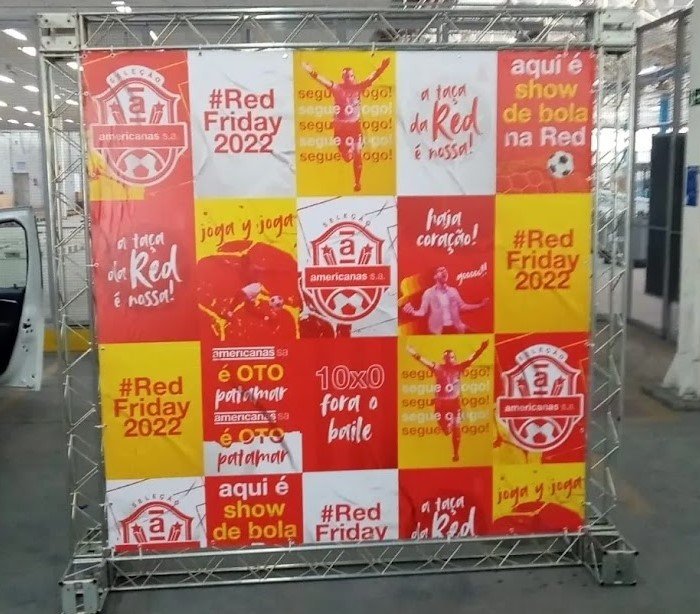 SELEÇÃO
a
americanas s.a.
#Red
Friday
2022
segue o jogo!
segue o jogo!
segue o jogo!
segue o jogo!
segue o jogo!
a taça
da Red
é nossa!
aqui é
show
de bola
na Red
a taça
da Red
é nossa!
joga y joga
SELEÇÃO
a
americanas s.a.
haja
coração!
#Red
Friday
2022
#Red
Friday
2022
americanas sa
é OTO
patamar
americanas sa
é OTO
patamar
10x0
fora o
baile
segue o jogo!
segue o jogo!
segue o jogo!
segue o jogo!
SELEÇÃO
a
americanas s.a.
SELEÇÃO
a
aqui é
show
de bola
#Red
Friday
a taça
da Red
joga y joga